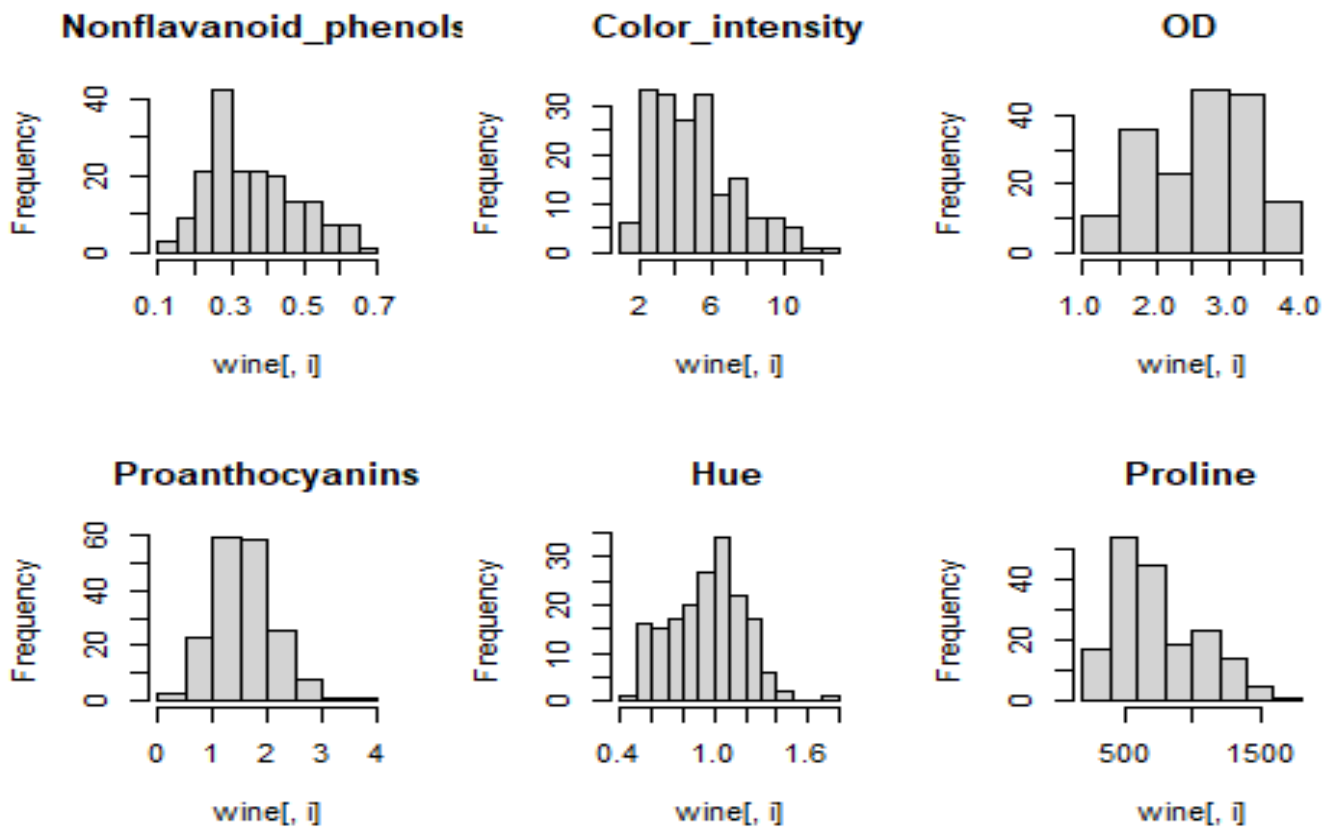 Nonflavanoid_phenols
Frequency
0 20 40
0.1 0.3 0.5 0.7
wine[, i]
Color_intensity
Frequency
0 10 20 30
2 6 10
wine[, i]
OD
Frequency
0 20 40
1.0 2.0 3.0 4.0
wine[, i]
Proanthocyanins
Frequency
0 20 40 60
0 1 2 3 4
wine[, i]
Hue
Frequency
0 10 20 30
0.4 1.0 1.6
wine[, i]
Proline
Frequency
0 20 40
500 1500
wine[, i]